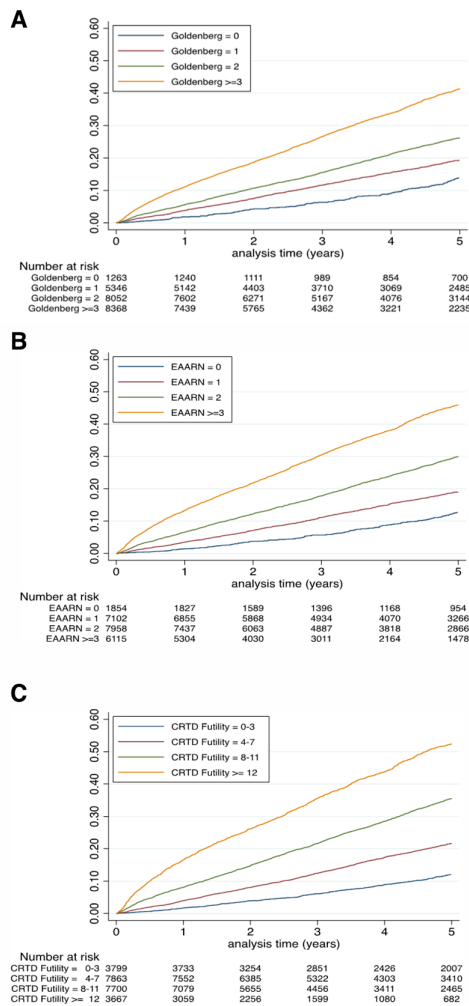 A
0.60
Goldenberg = 0
Goldenberg = 1
0.50
Goldenberg = 2
Goldenberg >=3
0.40
0.30
0.20
0.10
0.00
0 1 2 3 4 5
analysis time (years)
Number at risk
Goldenberg = 0 1263 1240 1111 989 854 700
Goldenberg = 1 5346 5142 4403 3710 3069 2485
Goldenberg = 2 8052 7602 6271 5167 4076 3144
Goldenberg >=3 8368 7439 5765 4362 3221 2235
B
0.60
EAARN = 0
EAARN = 1
0.50
EAARN = 2
EAARN >=3
0.40
0.30
0.20
0.10
0.00
0 1 2 3 4 5
analysis time (years)
Number at risk
EAARN = 0 1854 1827 1589 1396 1168 954
EAARN = 1 7102 6855 5868 4934 4070 3266
EAARN = 2 7958 7437 6063 4887 3818 2866
EAARN >=3 6115 5304 4030 3011 2164 1478
C
0.60
CRTD Futility = 0-3
CRTD Futility = 4-7
0.50
CRTD Futility = 8-11
CRTD Futility >= 12
0.40
0.30
0.20
0.10
0.00
0 1 2 3 4 5
analysis time (years)
Number at risk
CRTD Futility = 0-3 3799 3733 3254 2851 2426 2007
CRTD Futility = 4-7 7863 7552 6385 5322 4303 3410
CRTD Futility = 8-11 7700 7079 5655 4456 3411 2465
CRTD Futility >= 12 3667 3059 2256 1599 1080 682